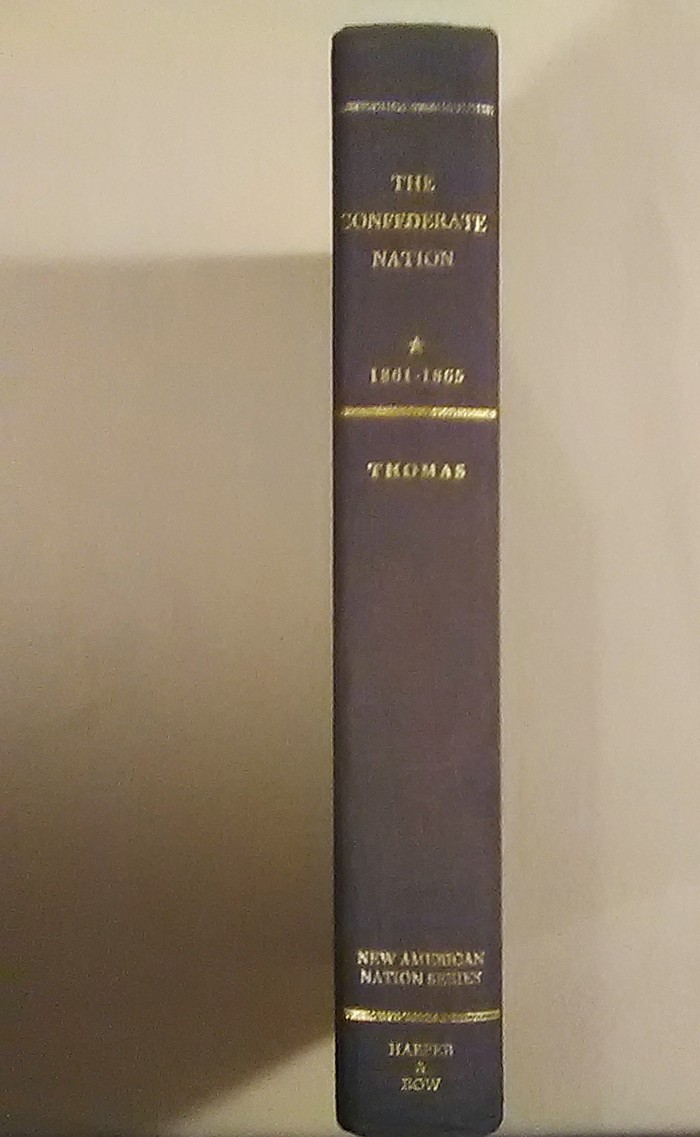 THE
CONFEDERATE
NATION
1861-1865
THOMAS
NEW AMERICAN
NATION SERIES
HARPER
&
ROW